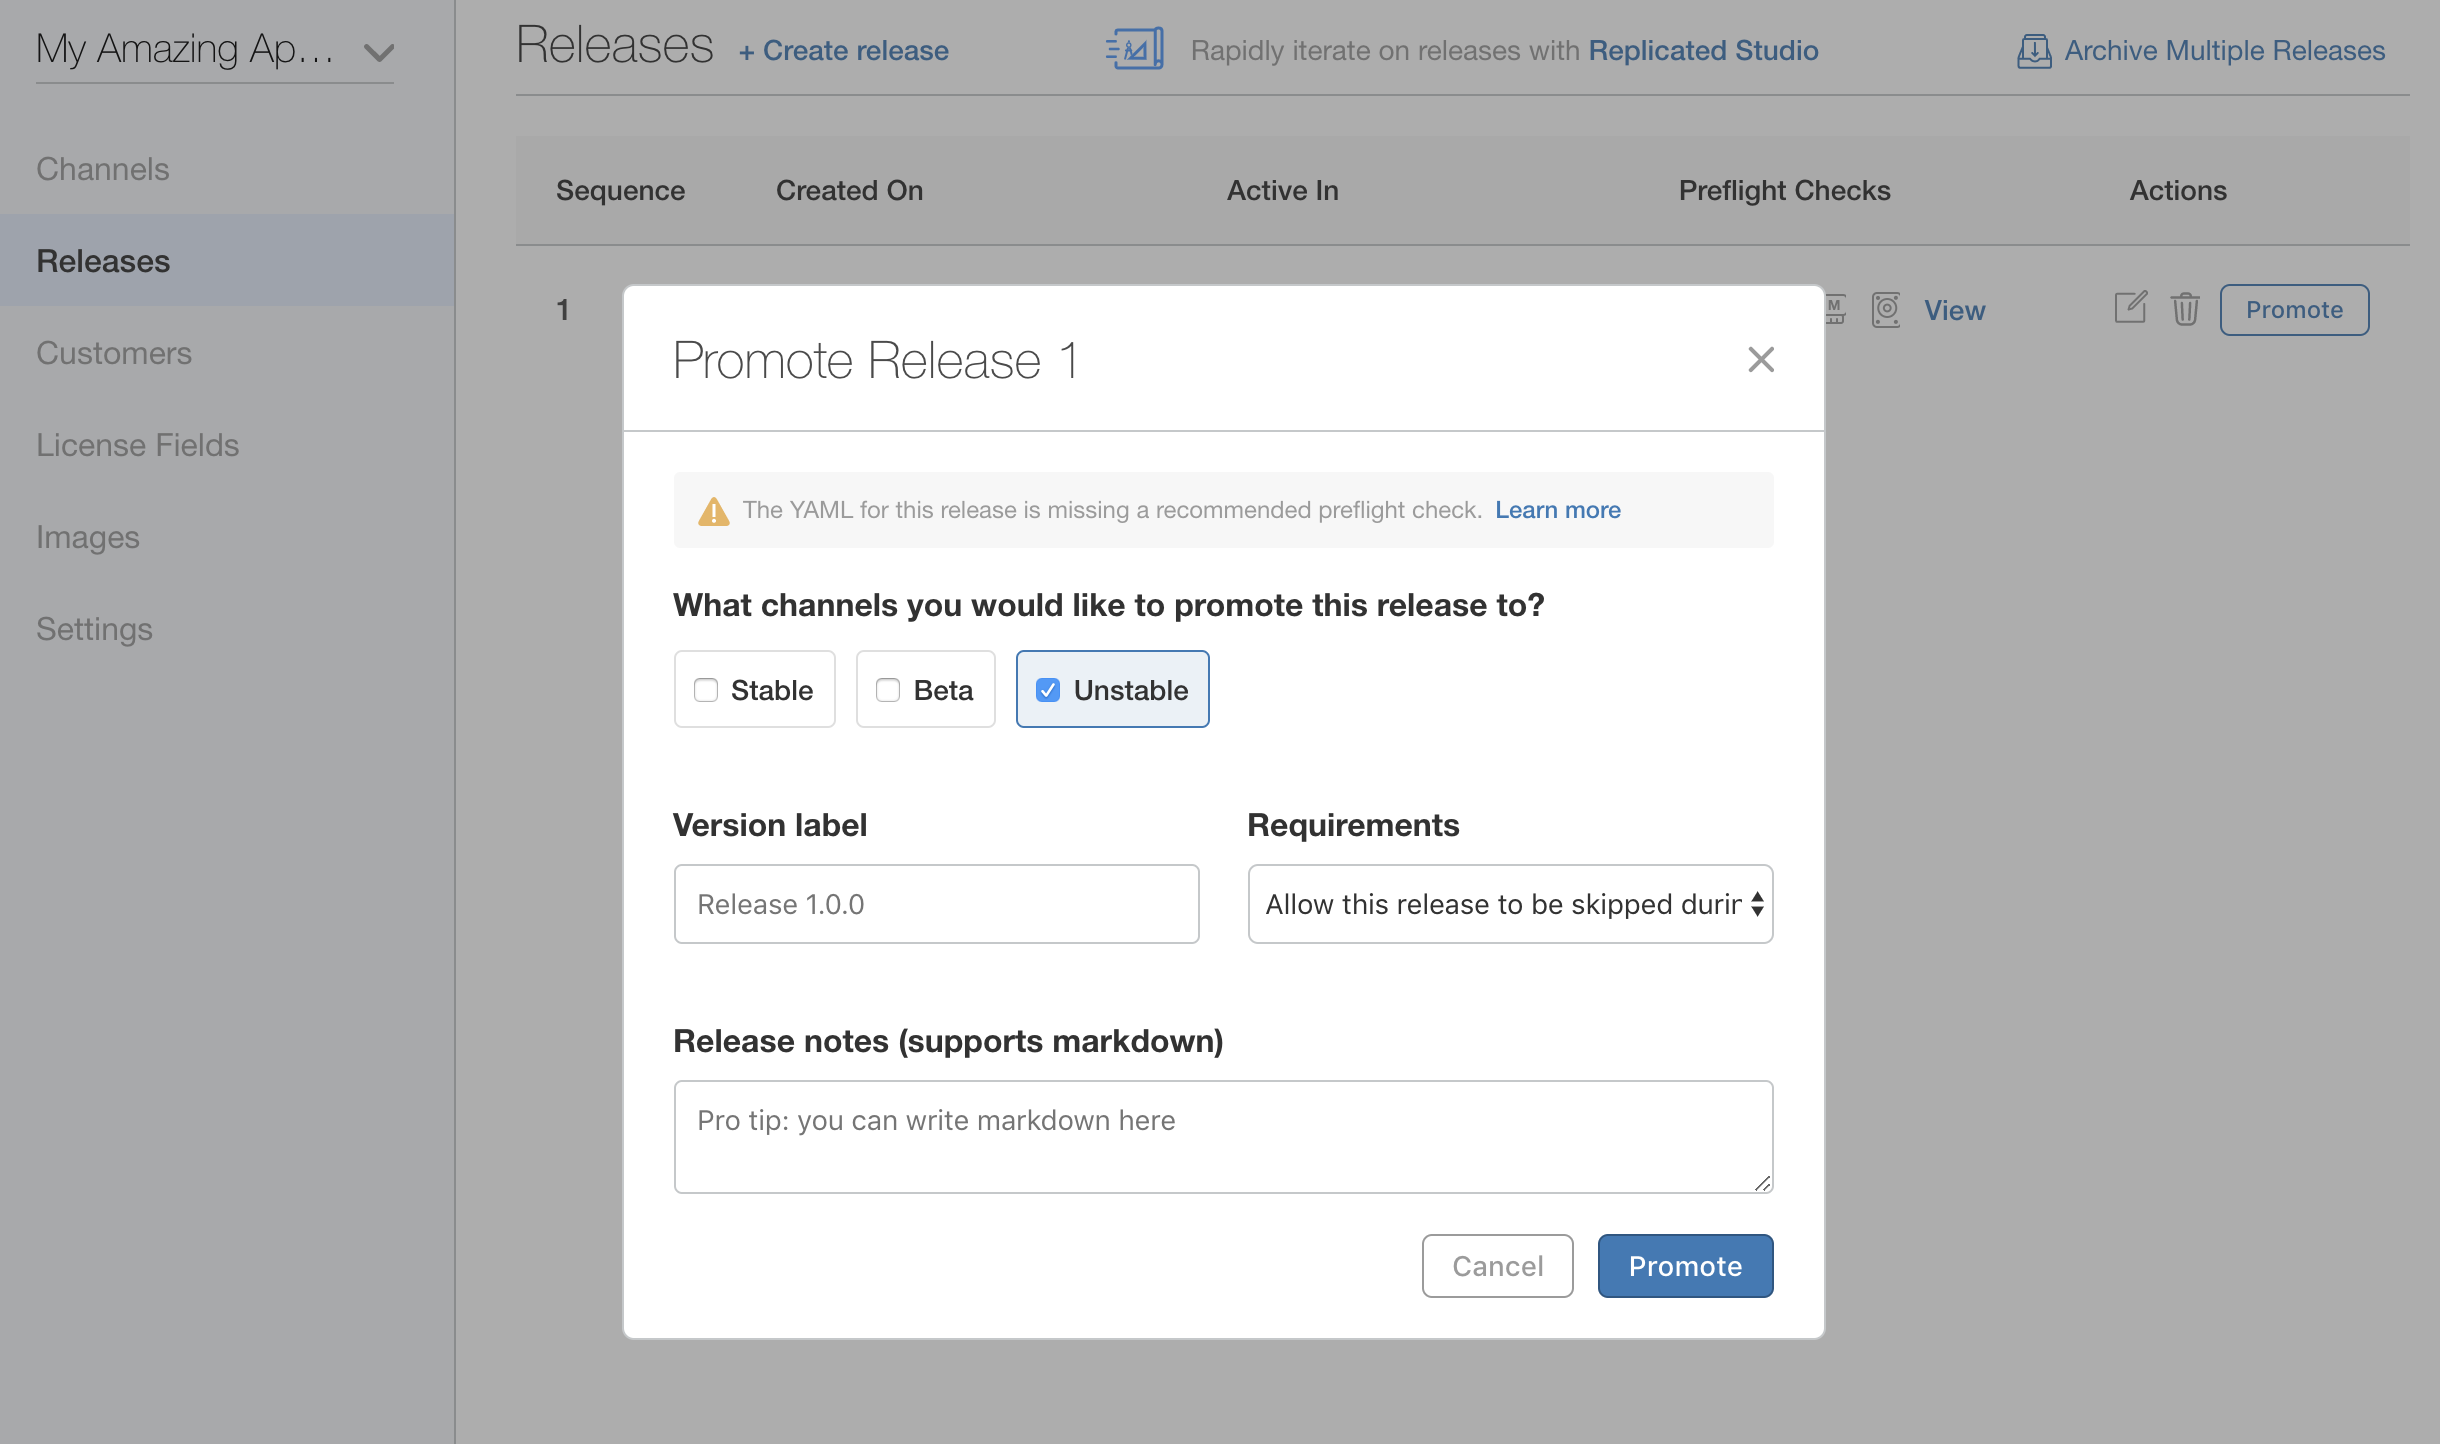 My Amazing Ap...
Channels
Releases
Customers
License Fields
Images
Settings
Releases + Create release Rapidly iterate on releases with Replicated Studio Archive Multiple Releases
Sequence Created On Active In Preflight Checks Actions
1 M View Promote
Promote Release 1
The YAML for this release is missing a recommended preflight check. Learn more
What channels you would like to promote this release to?
Stable Beta Unstable
Version label Requirements
Release 1.0.0 Allow this release to be skipped durin
Release notes (supports markdown)
Pro tip: you can write markdown here
Cancel Promote